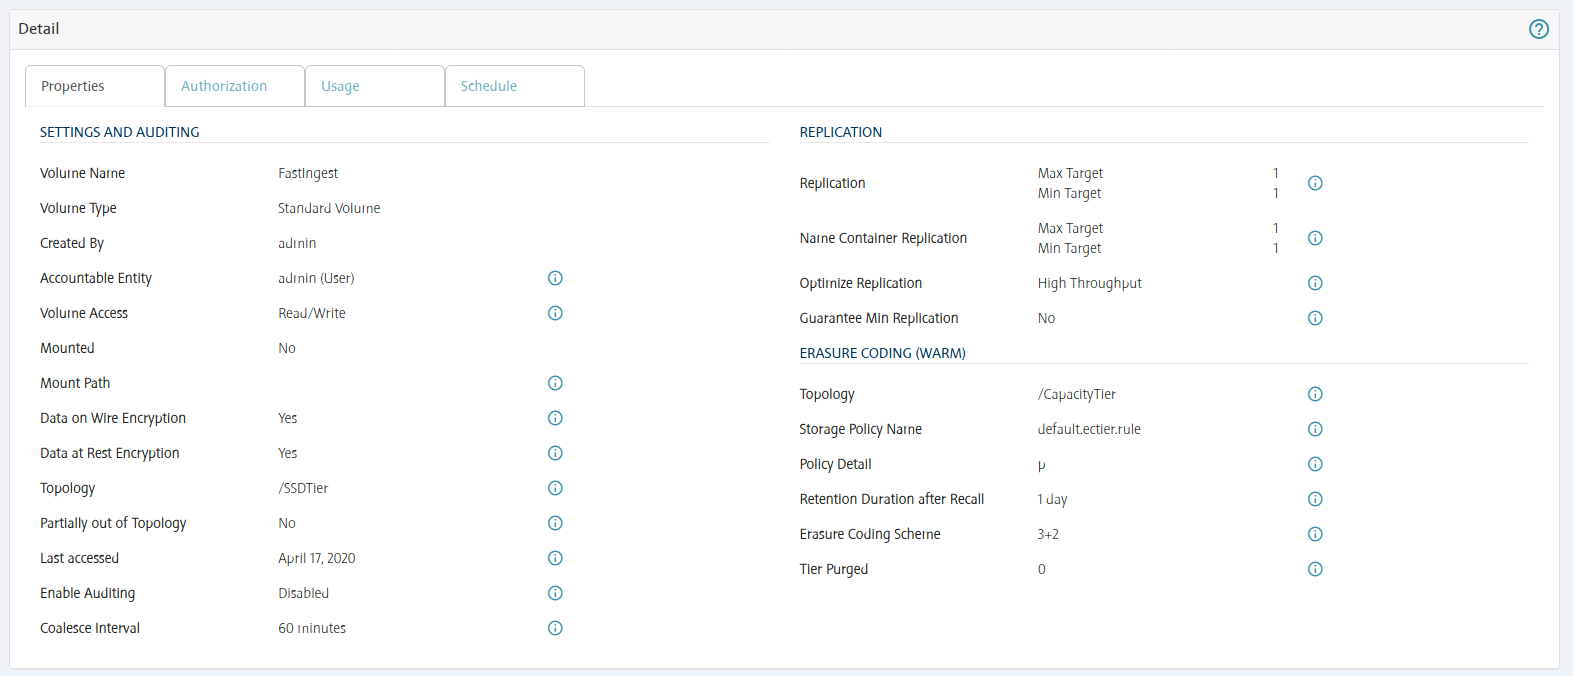 Detail
Properties
Authorization
Usage
Schedule
SETTINGS AND AUDITING
Volume Name FastIngest
Volume Type Standard Volume
Created By admin
Accountable Entity admin (User)
Volume Access Read/Write
Mounted No
Mount Path
Data on Wire Encryption Yes
Data at Rest Encryption Yes
Topology /SSDTier
Partially out of Topology No
Last accessed April 17, 2020
Enable Auditing Disabled
Coalesce Interval 60 minutes
REPLICATION
Replication Max Target 1
Min Target 1
Name Container Replication Max Target 1
Min Target 1
Optimize Replication High Throughput
Guarantee Min Replication No
ERASURE CODING (WARM)
Topology /CapacityTier
Storage Policy Name default.ectier.rule
Policy Detail p
Retention Duration after Recall 1 day
Erasure Coding Scheme 3+2
Tier Purged 0